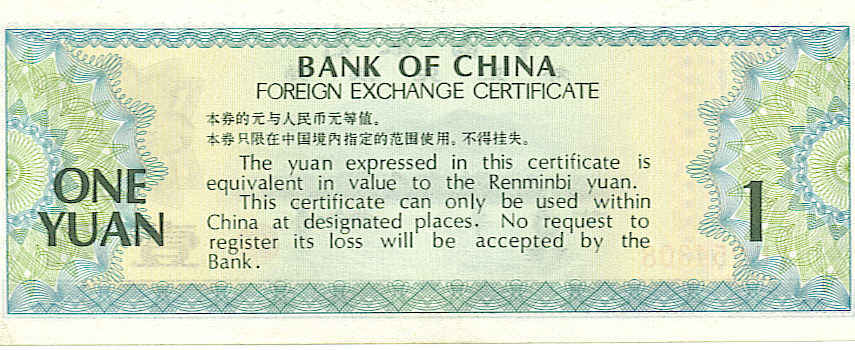 BANK OF CHINA
FOREIGN EXCHANGE CERTIFICATE
本券的元与人民币元等值。
本券只限在中国境内指定的范围使用。不得挂失。
The yuan expressed in this certificate is
equivalent in value to the Renminbi yuan.
This certificate can only be used within
China at designated places. No request to
register its loss will be accepted by the
Bank.
ONE
YUAN
1